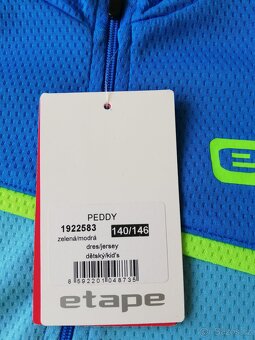 PEDDY
1922583 140/146
zelená/modrá
dres/jersey
dětský/kid's
8 592201 048735
etape